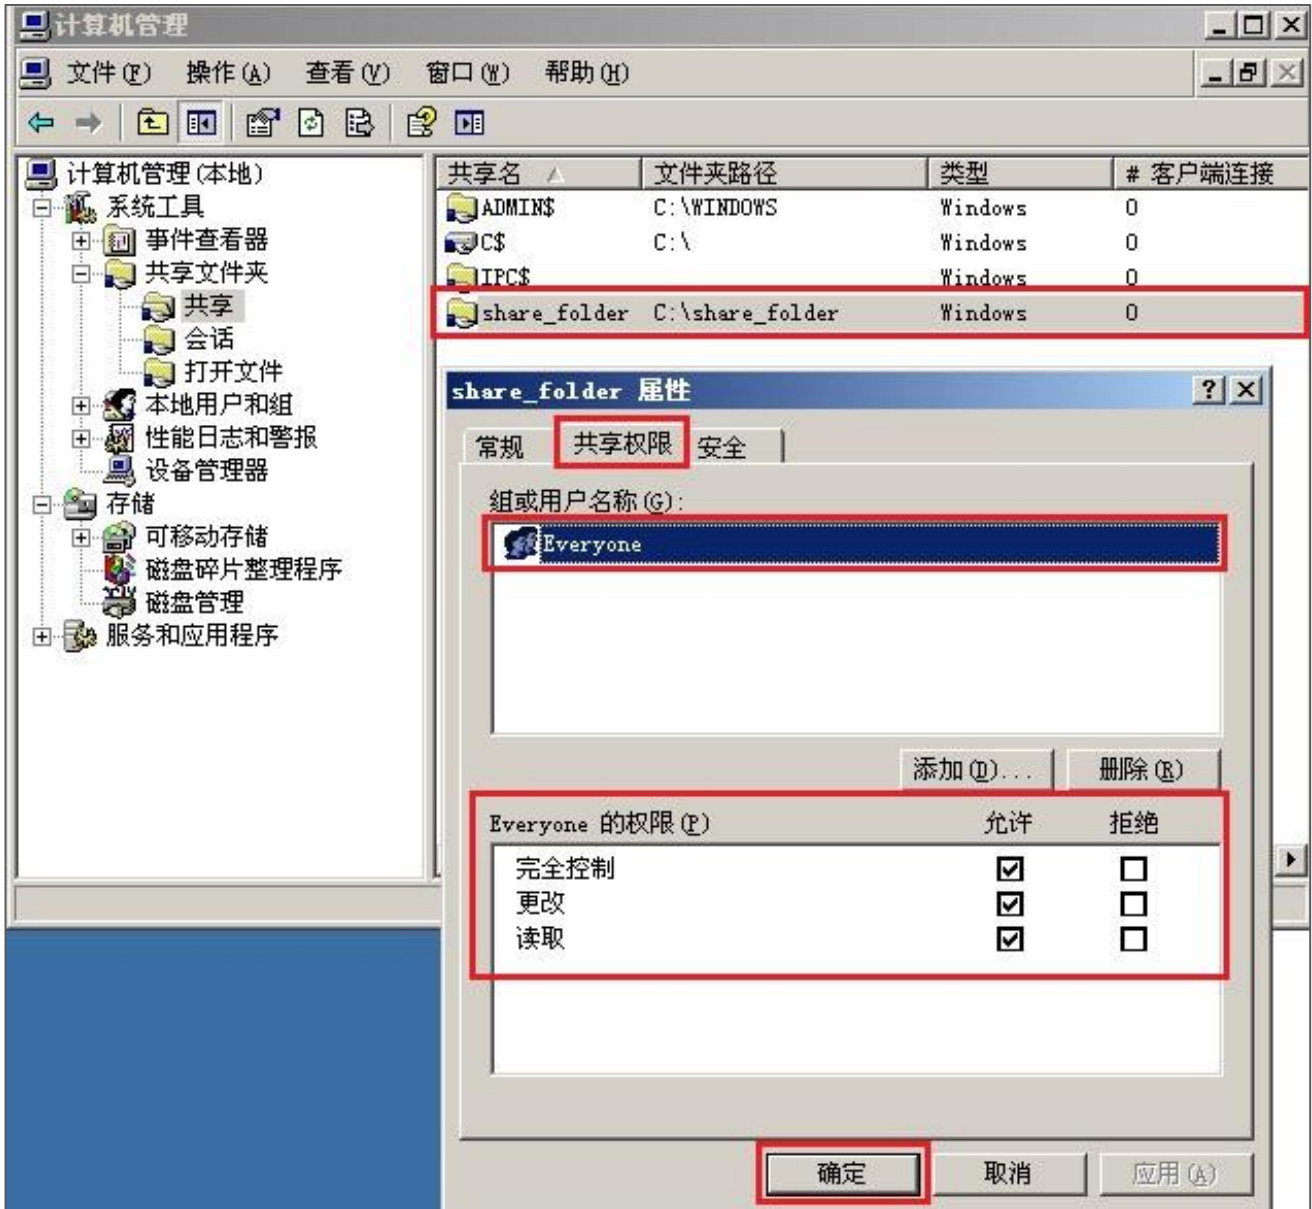 计算机管理
文件(F) 操作(A) 查看(V) 窗口(W) 帮助(H)
计算机管理(本地)
系统工具
事件查看器
共享文件夹
共享
会话
打开文件
本地用户和组
性能日志和警报
设备管理器
存储
可移动存储
磁盘碎片整理程序
磁盘管理
服务和应用程序
共享名 文件夹路径 类型 # 客户端连接
ADMIN$ C:\WINDOWS Windows 0
C$ C:\ Windows 0
IPC$ Windows 0
share_folder C:\share_folder Windows 0
share_folder 属性
常规 共享权限 安全
组或用户名称(G):
Everyone
添加(D)... 删除(R)
Everyone 的权限(P) 允许 拒绝
完全控制
更改
读取
确定 取消 应用(A)